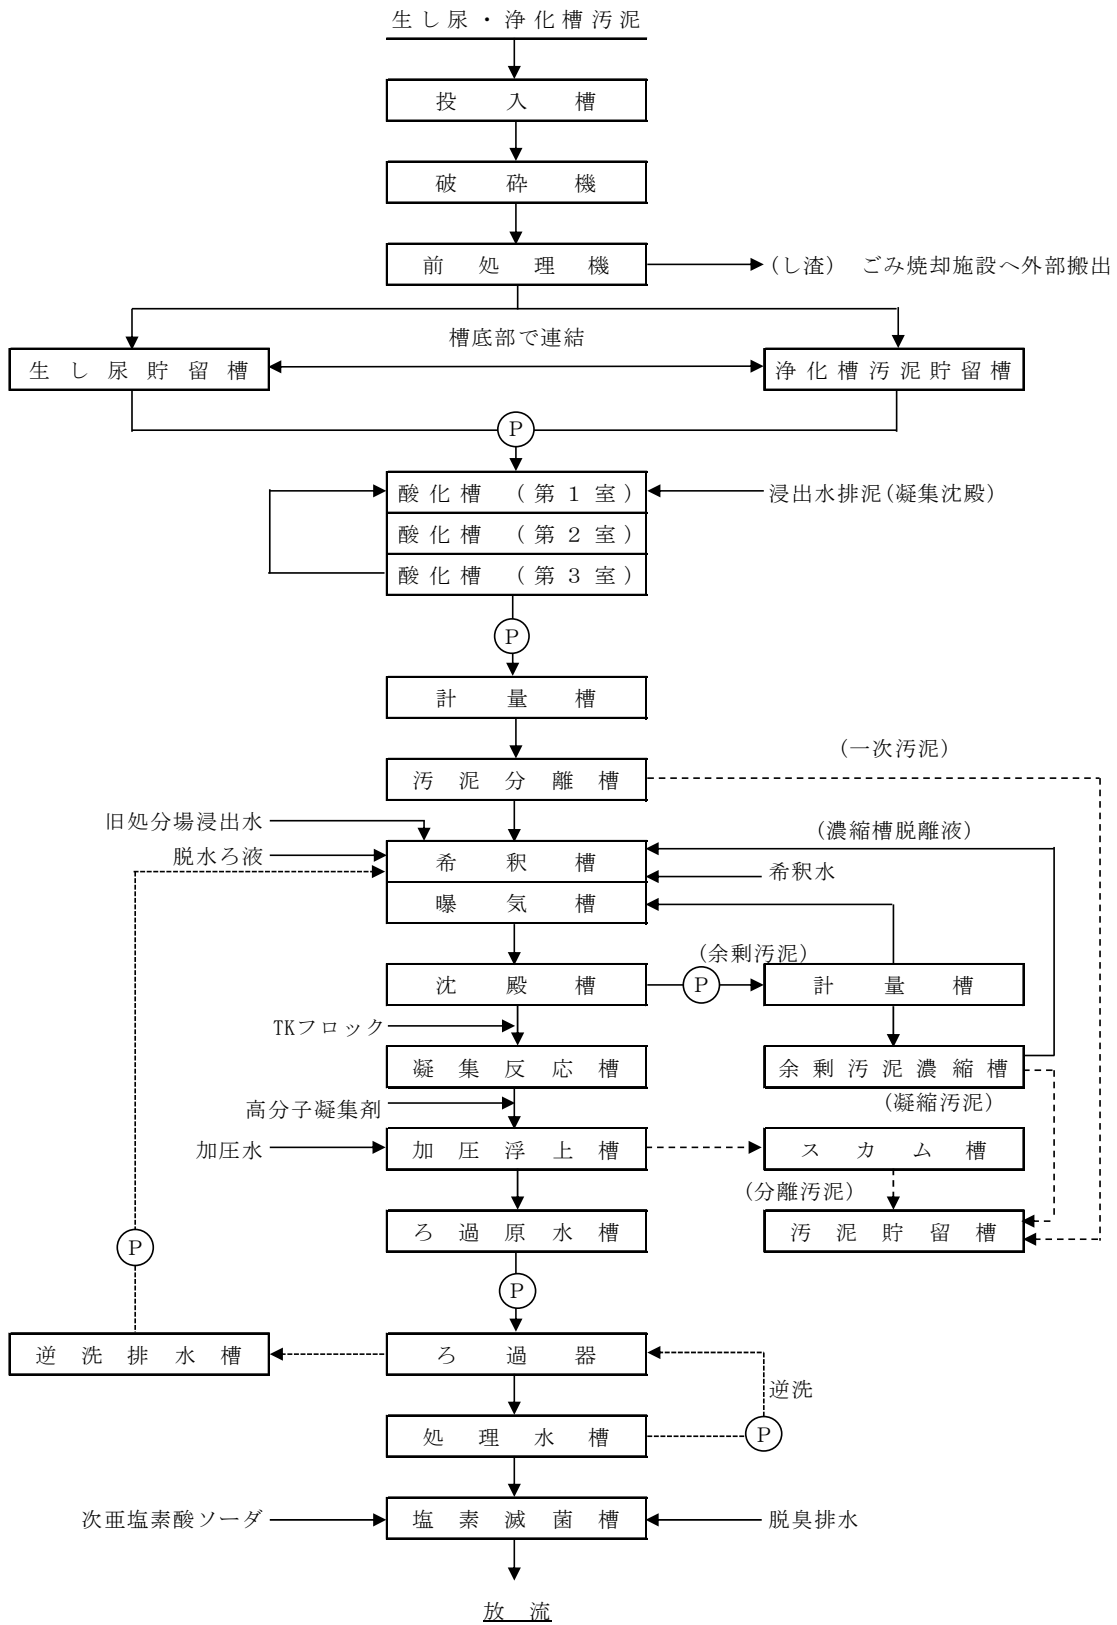 生し尿・浄化槽汚泥
投入槽
破砕機
前処理機
(し渣) ごみ焼却施設へ外部搬出
槽底部で連結
生し尿貯留槽
浄化槽汚泥貯留槽
P
酸化槽 (第1室)
浸出水排泥(凝集沈殿)
酸化槽 (第2室)
酸化槽 (第3室)
P
計量槽
(一次汚泥)
汚泥分離槽
旧処分場浸出水
(濃縮槽脱離液)
脱水ろ液
希釈槽
希釈水
曝気槽
(余剰汚泥)
沈殿槽
P
計量槽
TKフロック
凝集反応槽
余剰汚泥濃縮槽
高分子凝集剤
(凝縮汚泥)
加圧水
加圧浮上槽
スカム槽
(分離汚泥)
ろ過原水槽
汚泥貯留槽
P
P
逆洗排水槽
ろ過器
逆洗
処理水槽
P
次亜塩素酸ソーダ
塩素滅菌槽
脱臭排水
放流